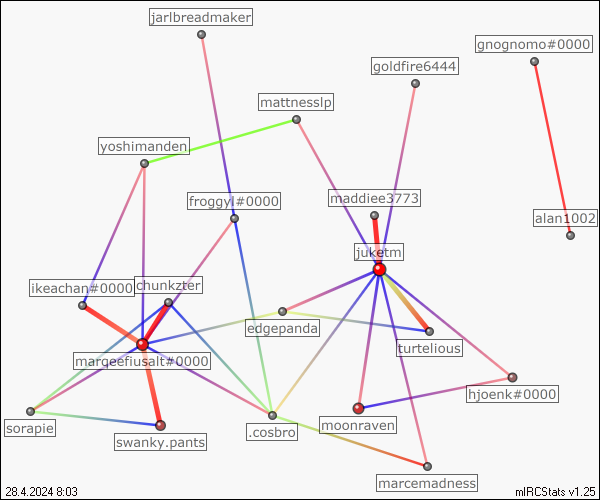 jarlbreadmaker
gnognomo#0000
goldfire6444
mattnesslp
yoshimanden
froggyl#0000
maddiee3773
alan1002
juketm
ikeachan#0000
chunkzter
edgepanda
turtelious
marceefiusalt#0000
hjoenk#0000
sorapie
swanky.pants
.cosbro
moonraven
marcemadness
28.4.2024 8:03
mIRCStats v1.25